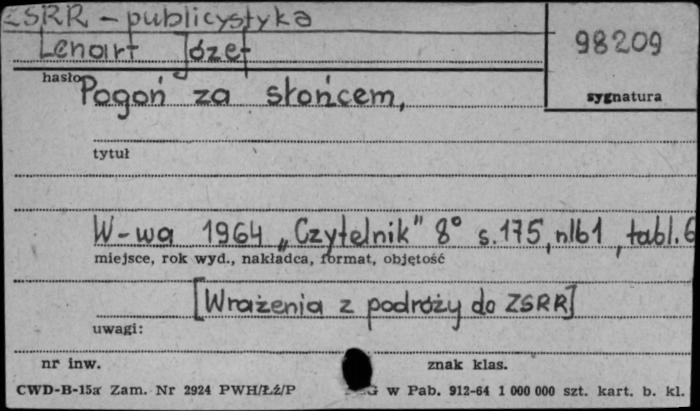 ZSRR – publicystyka
Lenart Józef
98209
hasło
Pogoń za słońcem,
sygnatura
tytuł
W-wa 1964 „Czytelnik" 8° s.175, nlb1, tabl.6
miejsce, rok wyd., nakładca, format, objętość
[Wrażenia z podróży do ZSRR]
uwagi:
nr inw.
znak klas.
CWD-B-15a Zam. Nr 2924 PWH/Łź/P
w Pab. 912-64 1 000 000 szt. kart. b. kl.